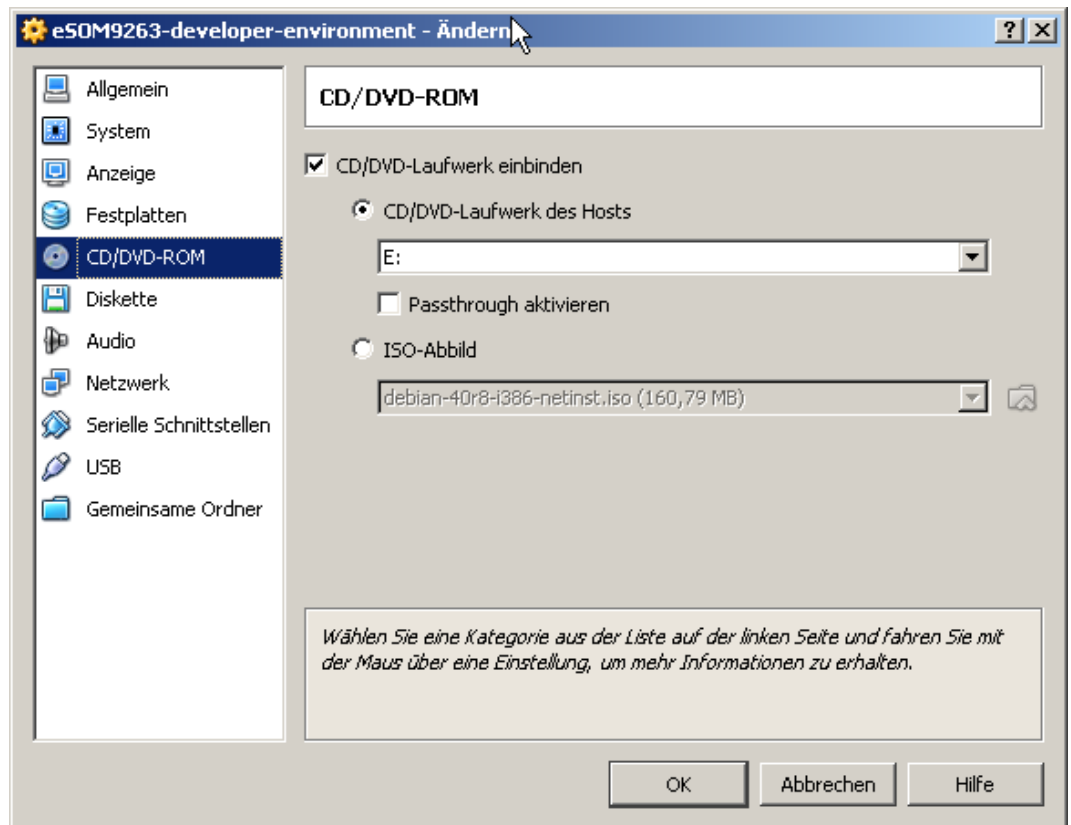 eSOM9263-developer-environment - Ändern
Allgemein
System
Anzeige
Festplatten
CD/DVD-ROM
Diskette
Audio
Netzwerk
Serielle Schnittstellen
USB
Gemeinsame Ordner
CD/DVD-ROM
CD/DVD-Laufwerk einbinden
CD/DVD-Laufwerk des Hosts
E:
Passthrough aktivieren
ISO-Abbild
debian-40r8-i386-netinst.iso (160,79 MB)
Wählen Sie eine Kategorie aus der Liste auf der linken Seite und fahren Sie mit
der Maus über eine Einstellung, um mehr Informationen zu erhalten.
OK
Abbrechen
Hilfe